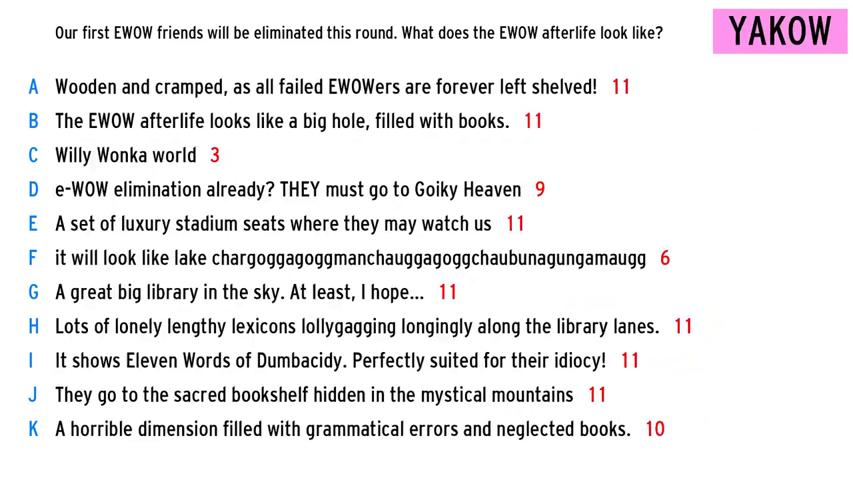 Our first EWOW friends will be eliminated this round. What does the EWOW afterlife look like?
YAKOW
A Wooden and cramped, as all failed EWOWers are forever left shelved! 11
B The EWOW afterlife looks like a big hole, filled with books. 11
C Willy Wonka world 3
D e-WOW elimination already? THEY must go to Goiky Heaven 9
E A set of luxury stadium seats where they may watch us 11
F it will look like lake chargoggagoggmanchauggagoggchaubunagungamaugg 6
G A great big library in the sky. At least, I hope... 11
H Lots of lonely lengthy lexicons lollygagging longingly along the library lanes. 11
I It shows Eleven Words of Dumbacidy. Perfectly suited for their idiocy! 11
J They go to the sacred bookshelf hidden in the mystical mountains 11
K A horrible dimension filled with grammatical errors and neglected books. 10